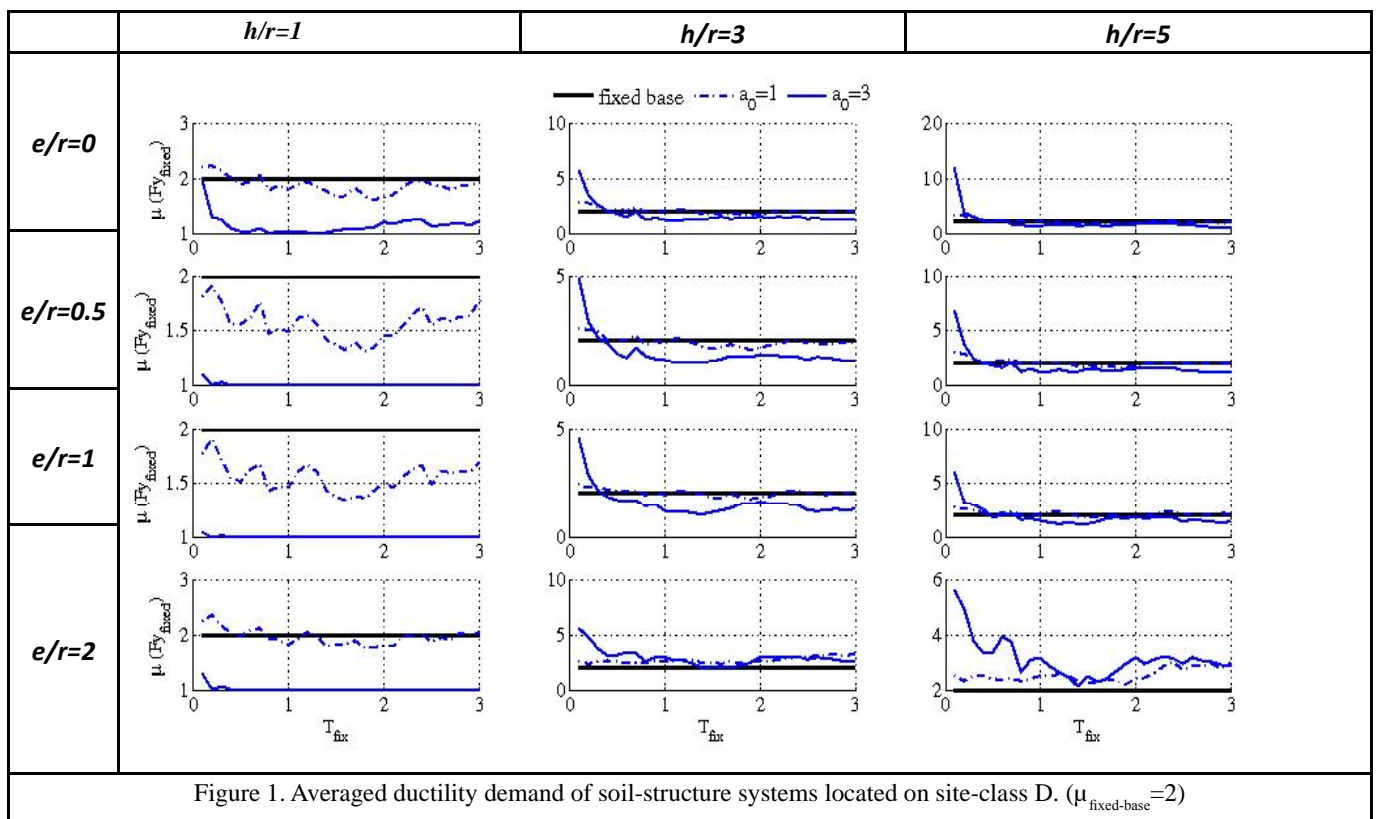 h/r=1 h/r=3 h/r=5
fixed base a0=1 a0=3
e/r=0
μ (Fyfixed)
3
2
1
0 1 2 3
10
5
0
0 1 2 3
20
10
0
0 1 2 3
e/r=0.5
μ (Fyfixed)
2
1.5
1
0 1 2 3
5
0
0 1 2 3
10
5
0
0 1 2 3
e/r=1
μ (Fyfixed)
2
1.5
1
0 1 2 3
5
0
0 1 2 3
10
5
0
0 1 2 3
e/r=2
μ (Fyfixed)
3
2
1
0 1 2 3
Tfix
10
5
0
0 1 2 3
Tfix
6
4
2
0 1 2 3
Tfix
Figure 1. Averaged ductility demand of soil-structure systems located on site-class D. (μfixed-base=2)